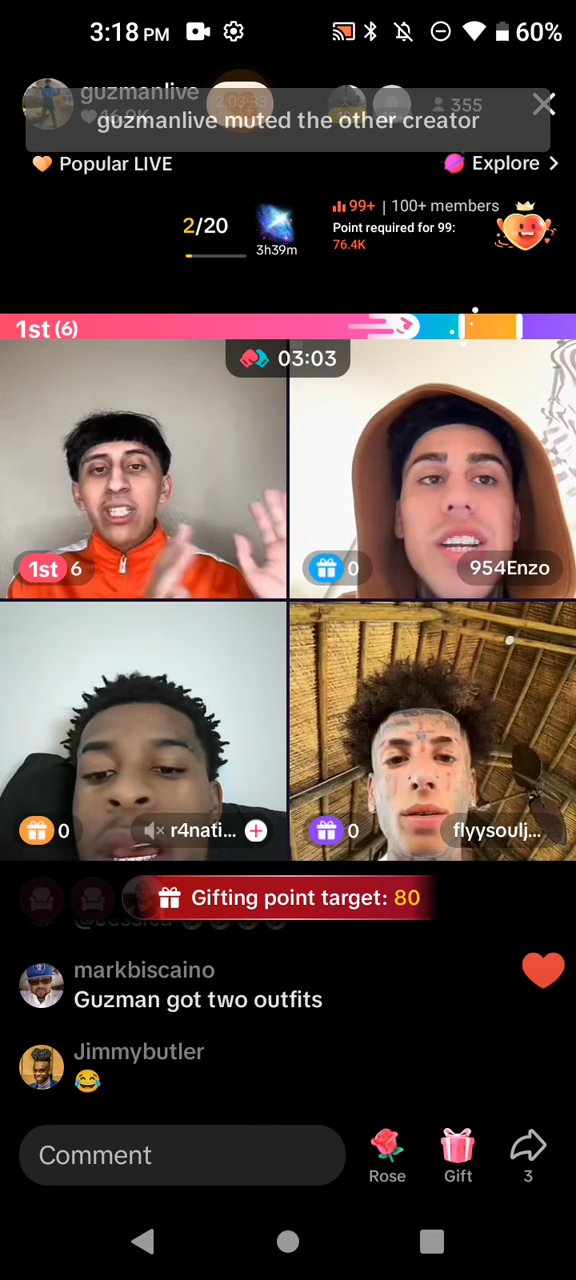 3:18 PM
60%
guzmanlive
355
guzmanlive muted the other creator
Popular LIVE
Explore
2/20
3h39m
99+ | 100+ members
Point required for 99:
76.4K
1st (6)
03:03
1st 6
0
954Enzo
0
r4nati...
0
flyysoulj...
Gifting point target: 80
markbiscaino
Guzman got two outfits
Jimmybutler
😂
Comment
Rose
Gift
3